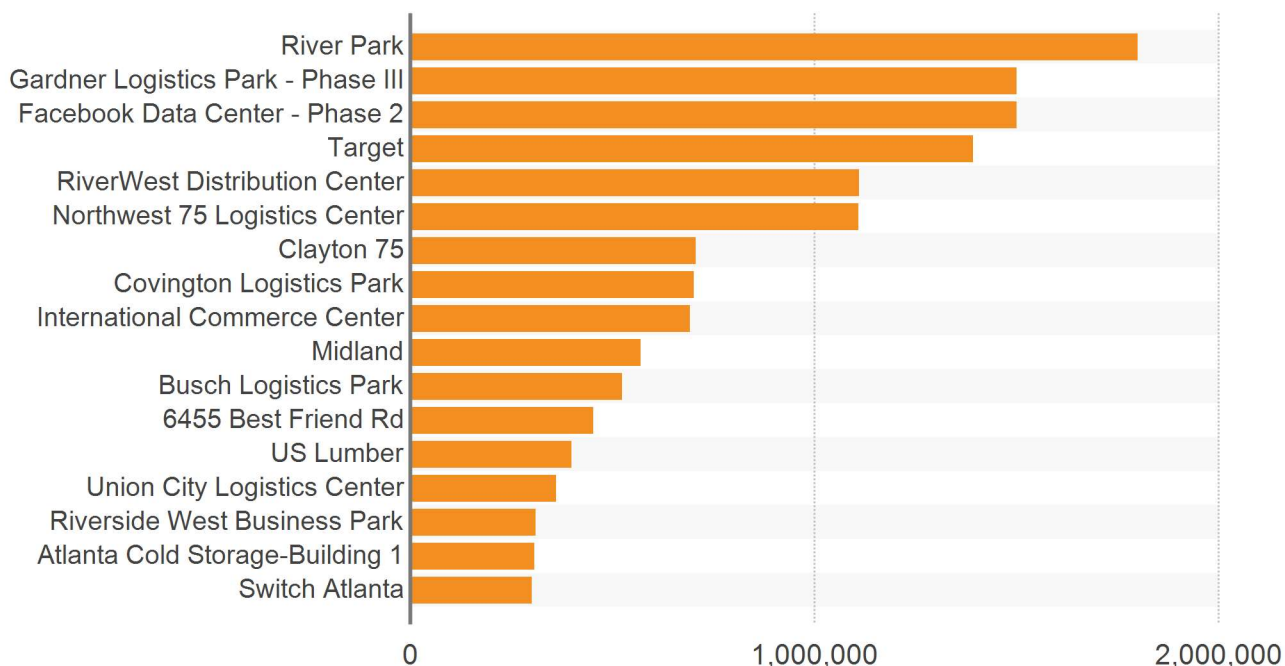 River Park
Gardner Logistics Park - Phase III
Facebook Data Center - Phase 2
Target
RiverWest Distribution Center
Northwest 75 Logistics Center
Clayton 75
Covington Logistics Park
International Commerce Center
Midland
Busch Logistics Park
6455 Best Friend Rd
US Lumber
Union City Logistics Center
Riverside West Business Park
Atlanta Cold Storage-Building 1
Switch Atlanta
0 1,000,000 2,000,000